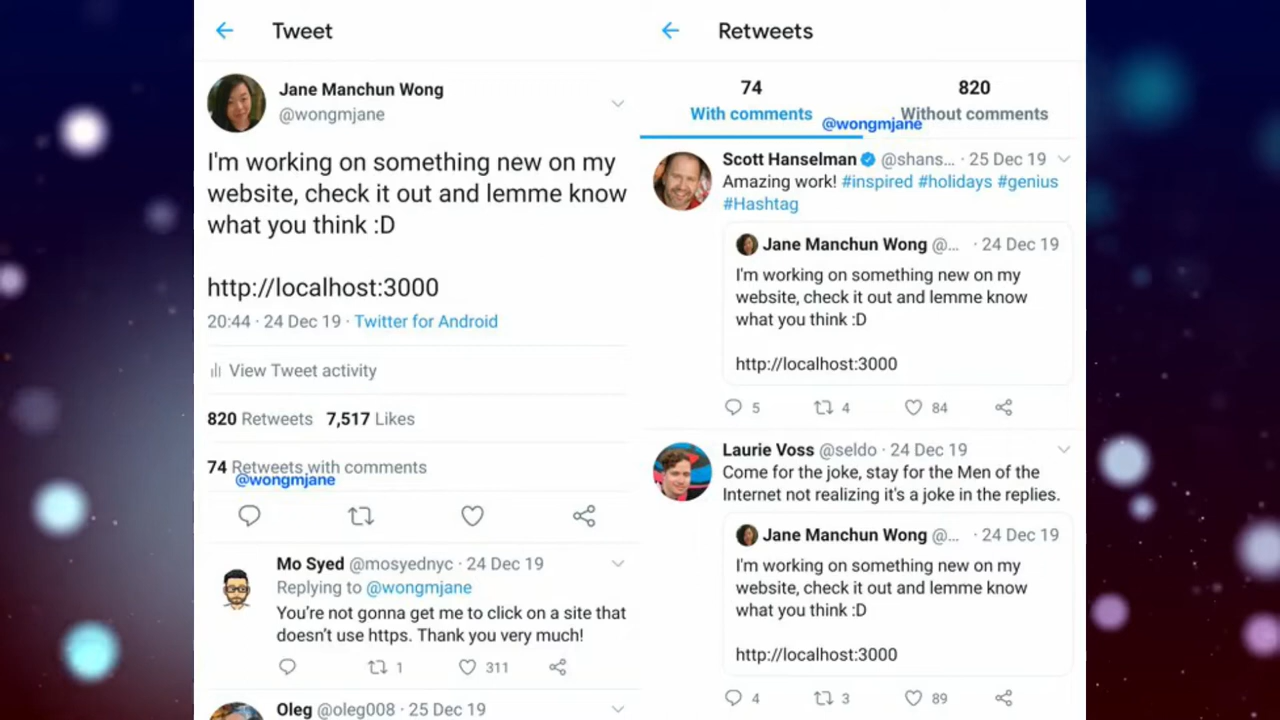 Tweet
Jane Manchun Wong
@wongmjane
I'm working on something new on my
website, check it out and lemme know
what you think :D
http://localhost:3000
20:44 · 24 Dec 19 · Twitter for Android
View Tweet activity
820 Retweets 7,517 Likes
74 Retweets with comments
@wongmjane
Mo Syed @mosyednyc · 24 Dec 19
Replying to @wongmjane
You're not gonna get me to click on a site that
doesn't use https. Thank you very much!
1 311
Oleg @oleg008 · 25 Dec 19
Retweets
74 820
With comments Without comments
@wongmjane
Scott Hanselman @shans... · 25 Dec 19
Amazing work! #inspired #holidays #genius
#Hashtag
Jane Manchun Wong @... · 24 Dec 19
I'm working on something new on my
website, check it out and lemme know
what you think :D
http://localhost:3000
5 4 84
Laurie Voss @seldo · 24 Dec 19
Come for the joke, stay for the Men of the
Internet not realizing it's a joke in the replies.
Jane Manchun Wong @... · 24 Dec 19
I'm working on something new on my
website, check it out and lemme know
what you think :D
http://localhost:3000
4 3 89